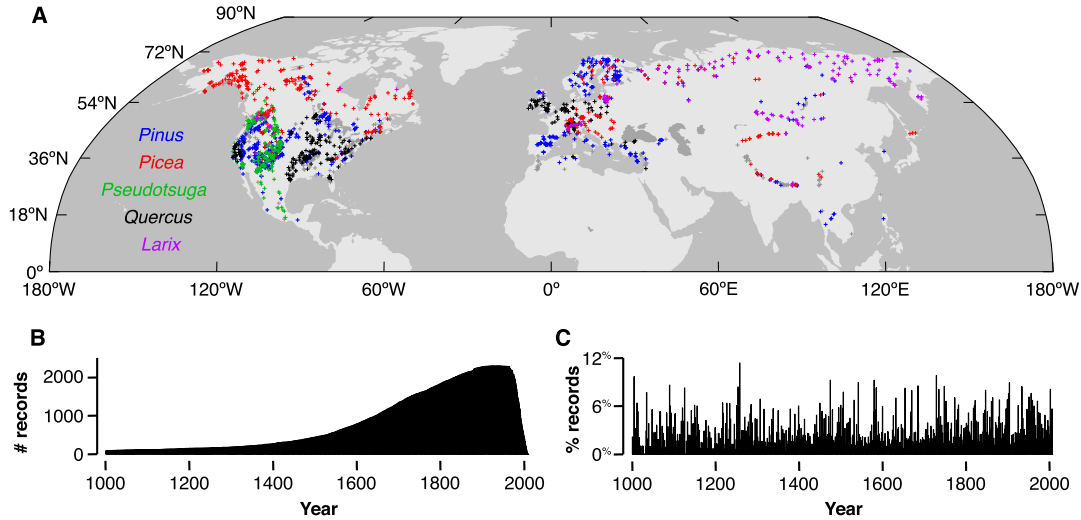 A
90°N
72°N
54°N
36°N
18°N
0°
Pinus
Picea
Pseudotsuga
Quercus
Larix
180°W 120°W 60°W 0° 60°E 120°E 180°W
B
# records
2000
1000
0
1000 1200 1400 1600 1800 2000
Year
C
% records
12%
6%
0%
1000 1200 1400 1600 1800 2000
Year